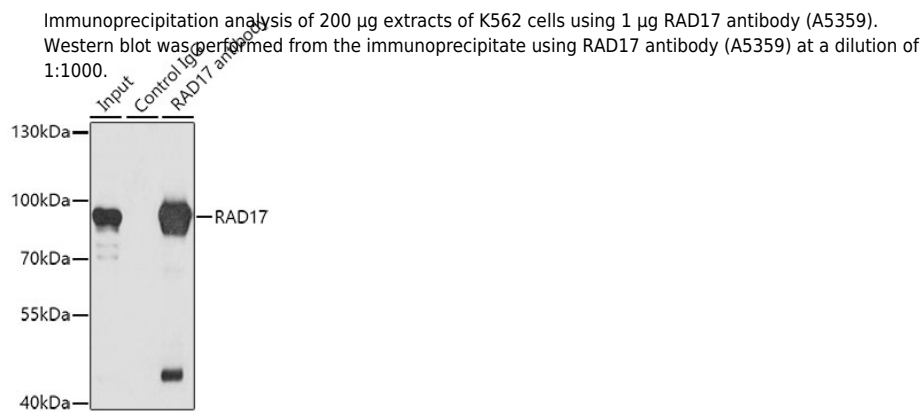 Immunoprecipitation analysis of 200 μg extracts of K562 cells using 1 μg RAD17 antibody (A5359).
Western blot was performed from the immunoprecipitate using RAD17 antibody (A5359) at a dilution of
1:1000.
Input
Control IgG
RAD17 antibody
130kDa
100kDa
RAD17
70kDa
55kDa
40kDa